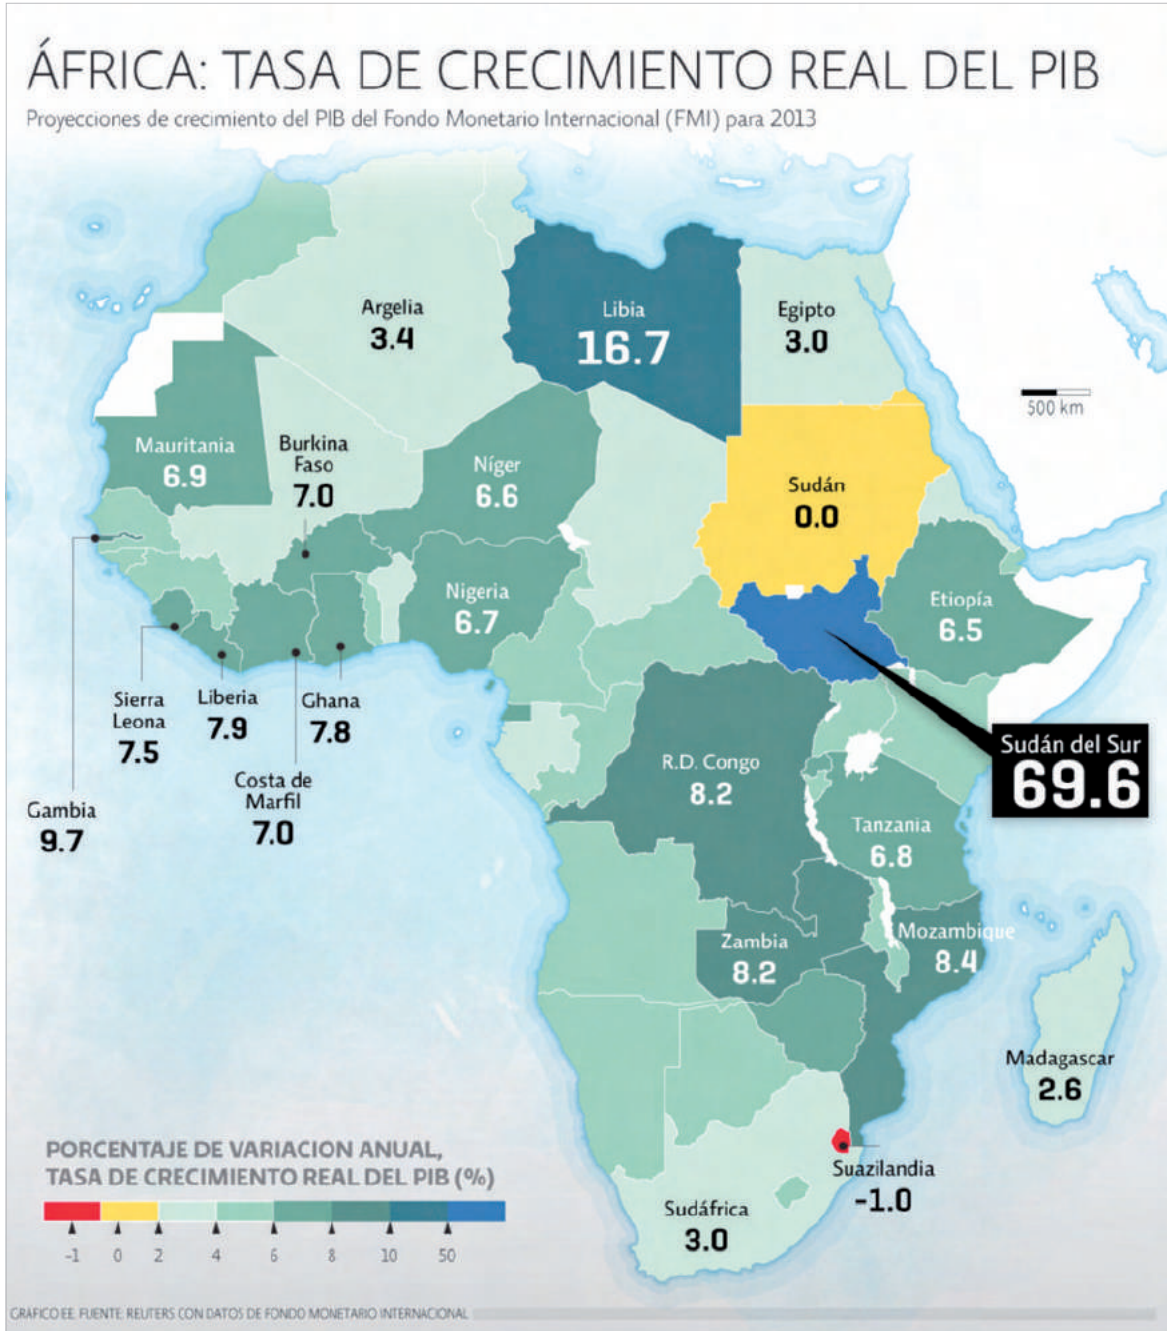 ÁFRICA: TASA DE CRECIMIENTO REAL DEL PIB
Proyecciones de crecimiento del PIB del Fondo Monetario Internacional (FMI) para 2013
Argelia
3.4
Libia
16.7
Egipto
3.0
500 km
Mauritania
6.9
Burkina
Faso
7.0
Níger
6.6
Sudán
0.0
Nigeria
6.7
Etiopía
6.5
Sierra
Leona
7.5
Liberia
7.9
Ghana
7.8
Costa de
Marfil
7.0
Gambia
9.7
Sudán del Sur
69.6
R.D. Congo
8.2
Tanzania
6.8
Zambia
8.2
Mozambique
8.4
Madagascar
2.6
Suazilandia
-1.0
Sudáfrica
3.0
PORCENTAJE DE VARIACION ANUAL,
TASA DE CRECIMIENTO REAL DEL PIB (%)
-1 0 2 4 6 8 10 50
GRÁFICO EE. FUENTE: REUTERS CON DATOS DE FONDO MONETARIO INTERNACIONAL